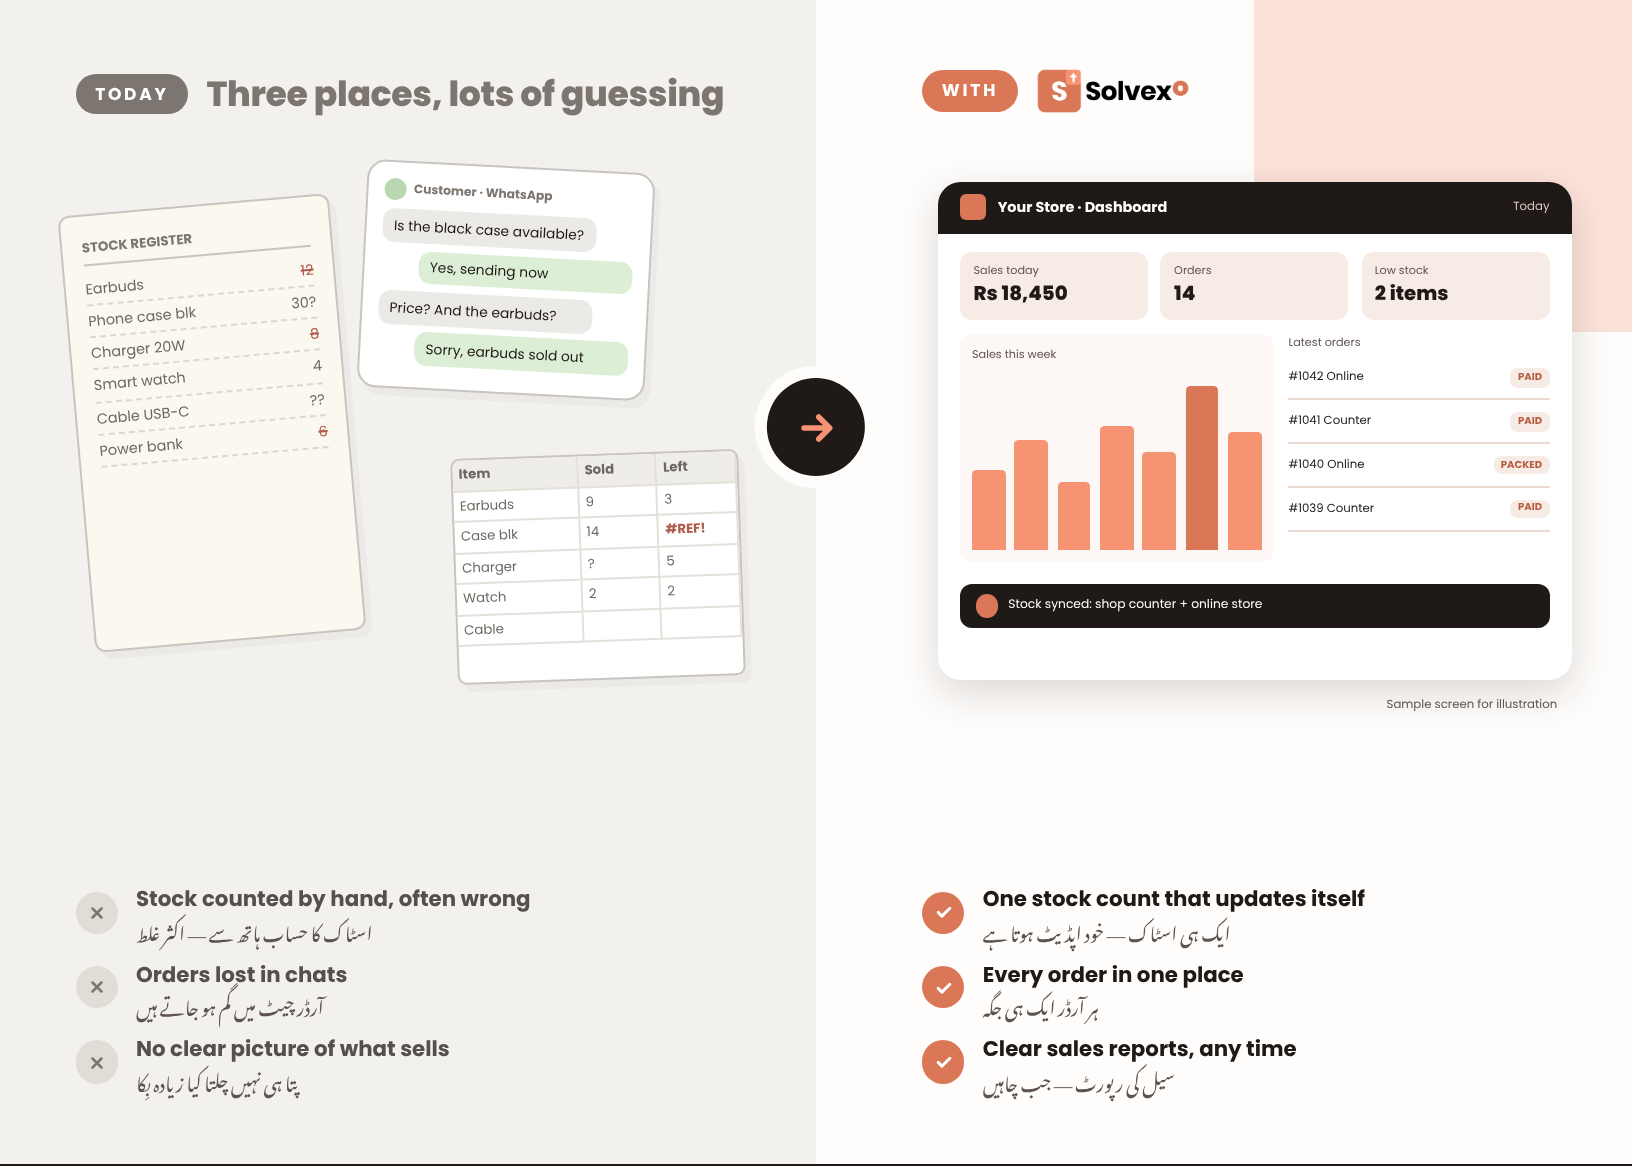 TODAY
Three places, lots of guessing
STOCK REGISTER
Earbuds 12
Phone case blk 30?
Charger 20W 8
Smart watch 4
Cable USB-C ??
Power bank 6
Customer · WhatsApp
Is the black case available?
Yes, sending now
Price? And the earbuds?
Sorry, earbuds sold out
Item Sold Left
Earbuds 9 3
Case blk 14 #REF!
Charger ? 5
Watch 2 2
Cable
Stock counted by hand, often wrong
اسٹاک کا حساب ہاتھ سے — اکثر غلط
Orders lost in chats
آرڈر چیٹ میں گم ہو جاتے ہیں
No clear picture of what sells
پتا ہی نہیں چلتا کیا زیادہ بِکا
WITH
S Solvexo
Your Store · Dashboard Today
Sales today
Rs 18,450
Orders
14
Low stock
2 items
Sales this week
Latest orders
#1042 Online PAID
#1041 Counter PAID
#1040 Online PACKED
#1039 Counter PAID
Stock synced: shop counter + online store
Sample screen for illustration
One stock count that updates itself
ایک ہی اسٹاک — خود اپڈیٹ ہوتا ہے
Every order in one place
ہر آرڈر ایک ہی جگہ
Clear sales reports, any time
سیل کی رپورٹ — جب چاہیں